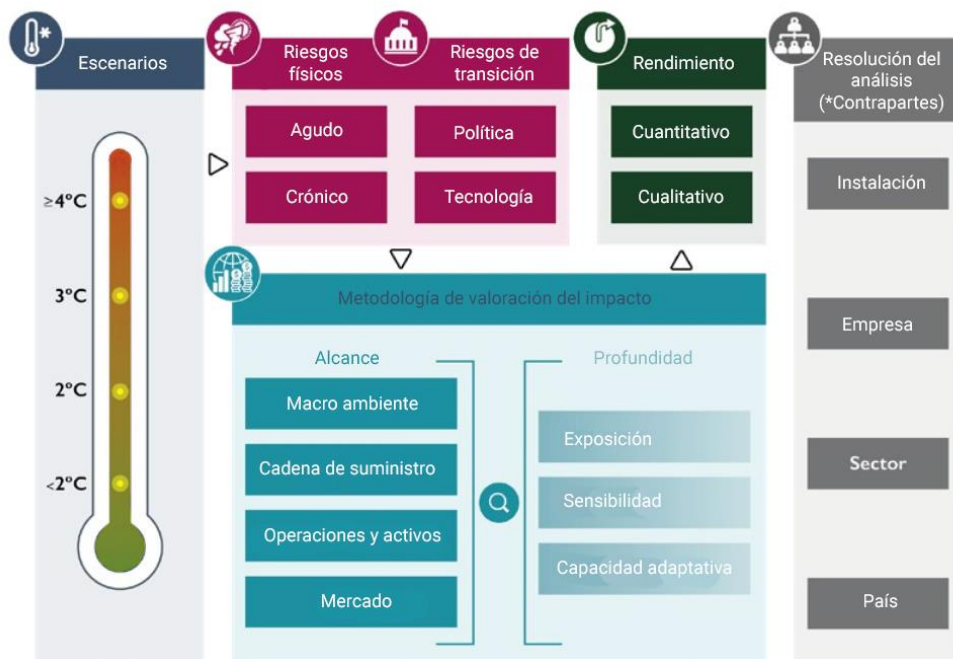 Escenarios
≥4°C
3°C
2°C
<2°C
Riesgos
físicos
Riesgos de
transición
Agudo
Política
Crónico
Tecnología
Rendimiento
Cuantitativo
Cualitativo
Metodología de valoración del impacto
Alcance
Macro ambiente
Cadena de suministro
Operaciones y activos
Mercado
Profundidad
Exposición
Sensibilidad
Capacidad adaptativa
Resolución del
análisis
(*Contrapartes)
Instalación
Empresa
Sector
País